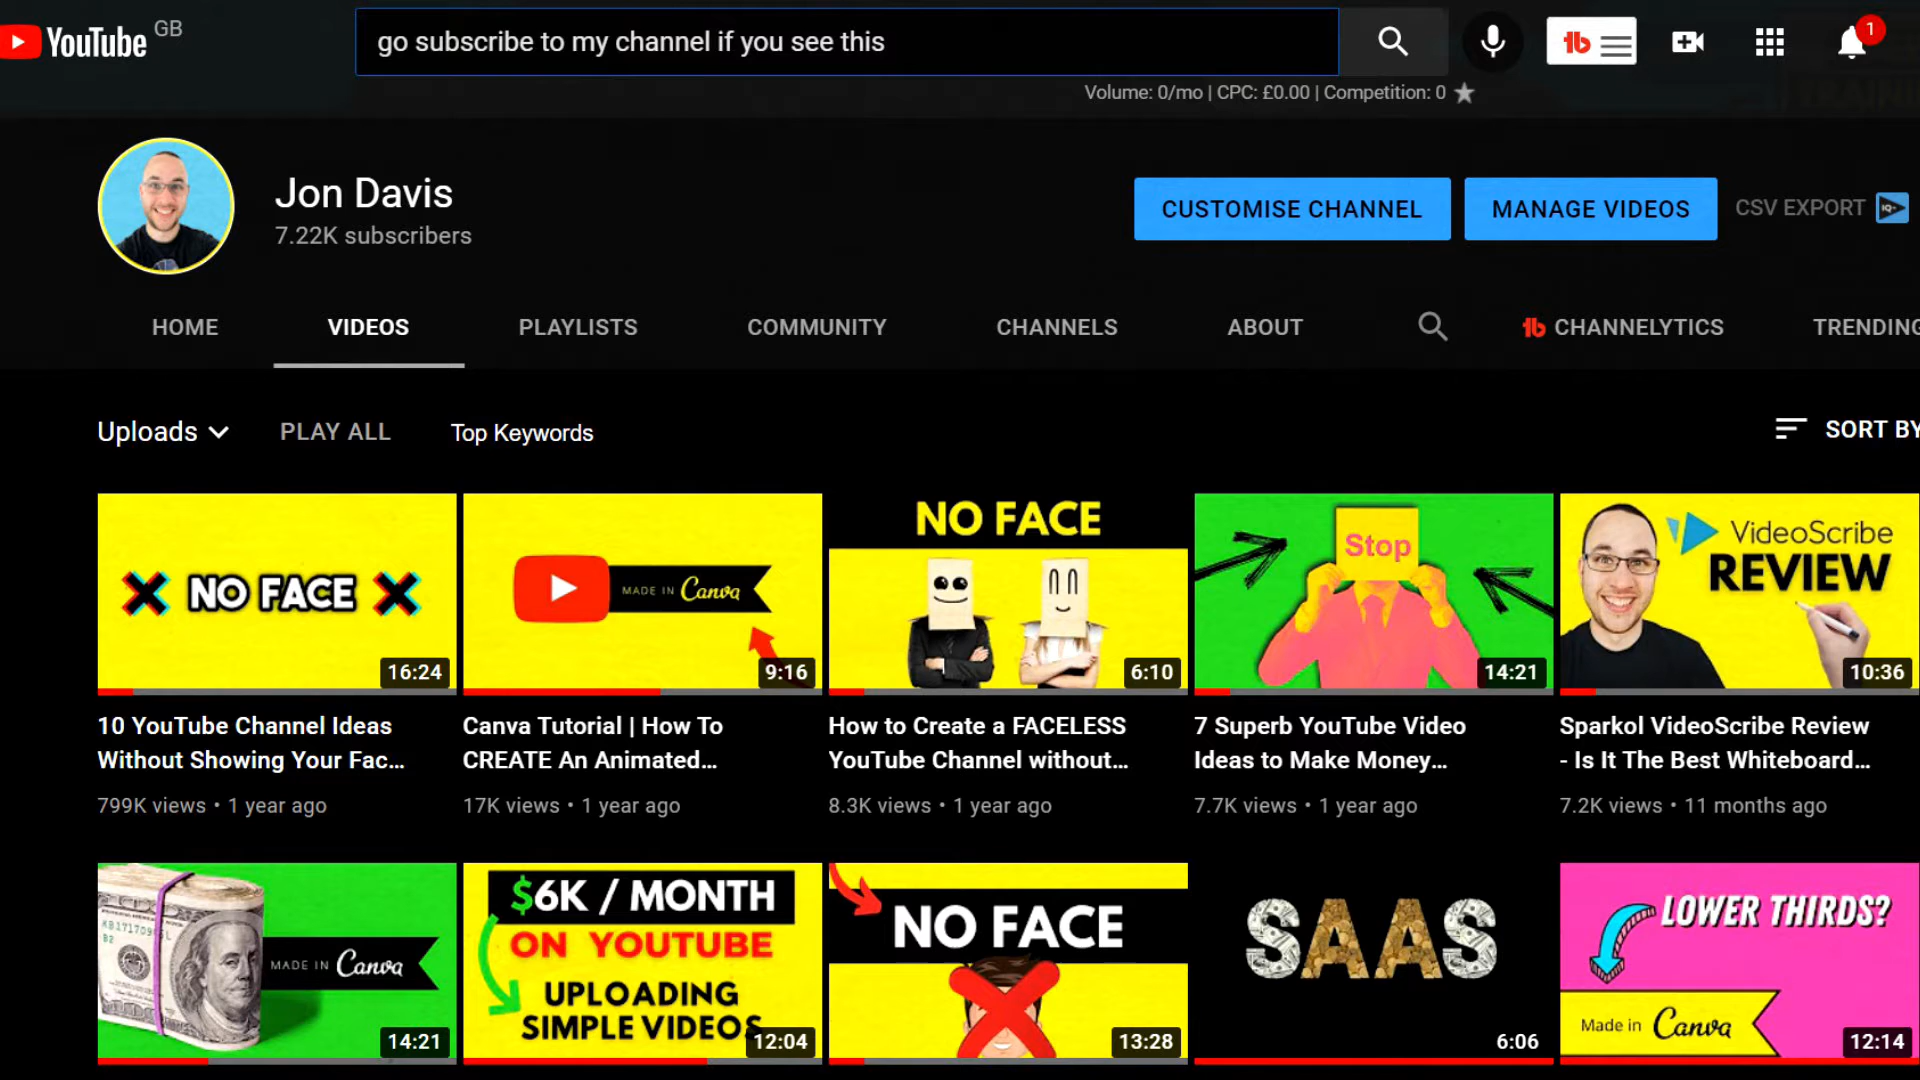 YouTube GB
go subscribe to my channel if you see this
1
Volume: 0/mo | CPC: £0.00 | Competition: 0
Jon Davis
7.22K subscribers
CUSTOMISE CHANNEL
MANAGE VIDEOS
CSV EXPORT
IQ+
HOME
VIDEOS
PLAYLISTS
COMMUNITY
CHANNELS
ABOUT
tb CHANNELYTICS
TRENDING
Uploads
PLAY ALL
Top Keywords
SORT BY
NO FACE
16:24
MADE IN Canva
9:16
NO FACE
6:10
Stop
14:21
VideoScribe
REVIEW
10:36
10 YouTube Channel Ideas
Without Showing Your Fac...
799K views • 1 year ago
Canva Tutorial | How To
CREATE An Animated...
17K views • 1 year ago
How to Create a FACELESS
YouTube Channel without...
8.3K views • 1 year ago
7 Superb YouTube Video
Ideas to Make Money...
7.7K views • 1 year ago
Sparkol VideoScribe Review
- Is It The Best Whiteboard...
7.2K views • 11 months ago
MADE IN Canva
14:21
$6K / MONTH
ON YOUTUBE
UPLOADING
SIMPLE VIDEOS
12:04
NO FACE
13:28
SAAS
6:06
LOWER THIRDS?
Made in Canva
12:14